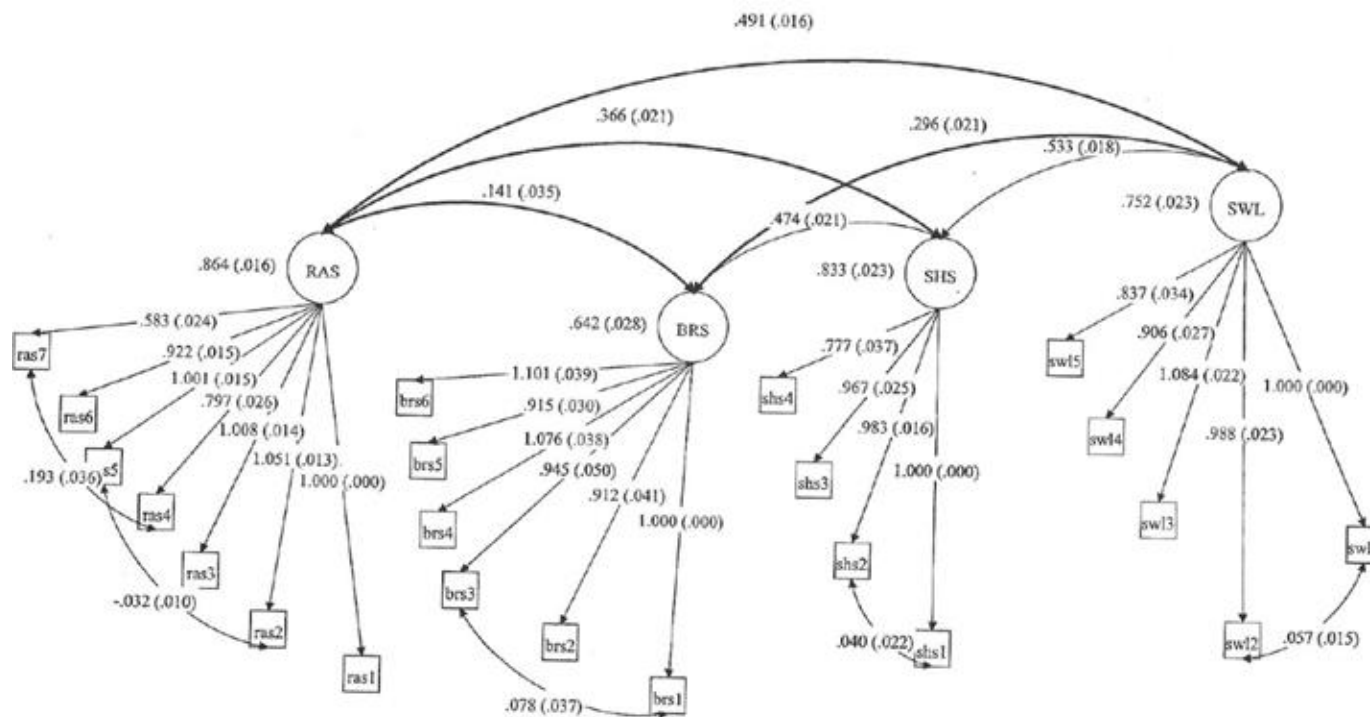 .491 (.016)
.366 (.021)
.296 (.021)
.533 (.018)
.141 (.035)
.474 (.021)
.752 (.023)
SWL
.864 (.016)
RAS
.833 (.023)
SHS
.642 (.028)
BRS
.583 (.024)
.922 (.015)
1.001 (.015)
.797 (.026)
1.008 (.014)
1.051 (.013)
1.000 (.000)
ras7
ras6
s5
ras4
ras3
ras2
ras1
.193 (.036)
-.032 (.010)
1.101 (.039)
.915 (.030)
1.076 (.038)
.945 (.050)
.912 (.041)
1.000 (.000)
brs6
brs5
brs4
brs3
brs2
brs1
.078 (.037)
.777 (.037)
.967 (.025)
.983 (.016)
1.000 (.000)
shs4
shs3
shs2
shs1
.040 (.022)
.837 (.034)
.906 (.027)
1.084 (.022)
.988 (.023)
1.000 (.000)
swl5
swl4
swl3
swl2
swl
.057 (.015)